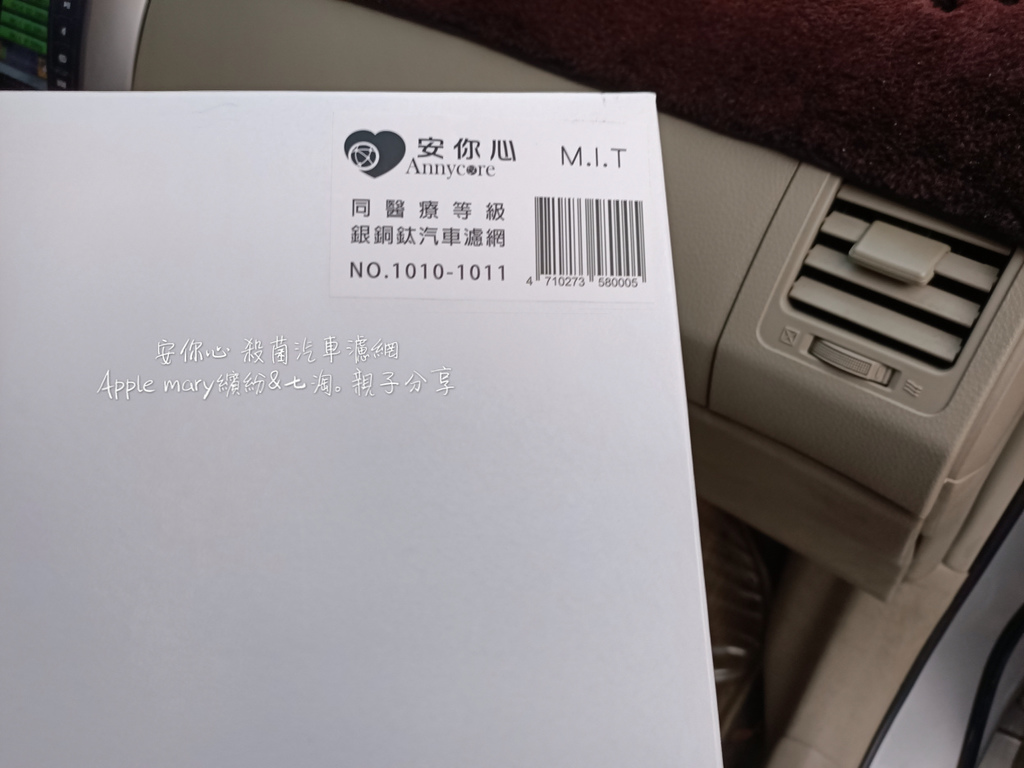 安你心
Annycore
M.I.T
同醫療等級
銀銅鈦汽車濾網
NO.1010-1011
4 710273 580005
安你心 殺菌汽車濾網
Apple mary繽紛&七淘。親子分享